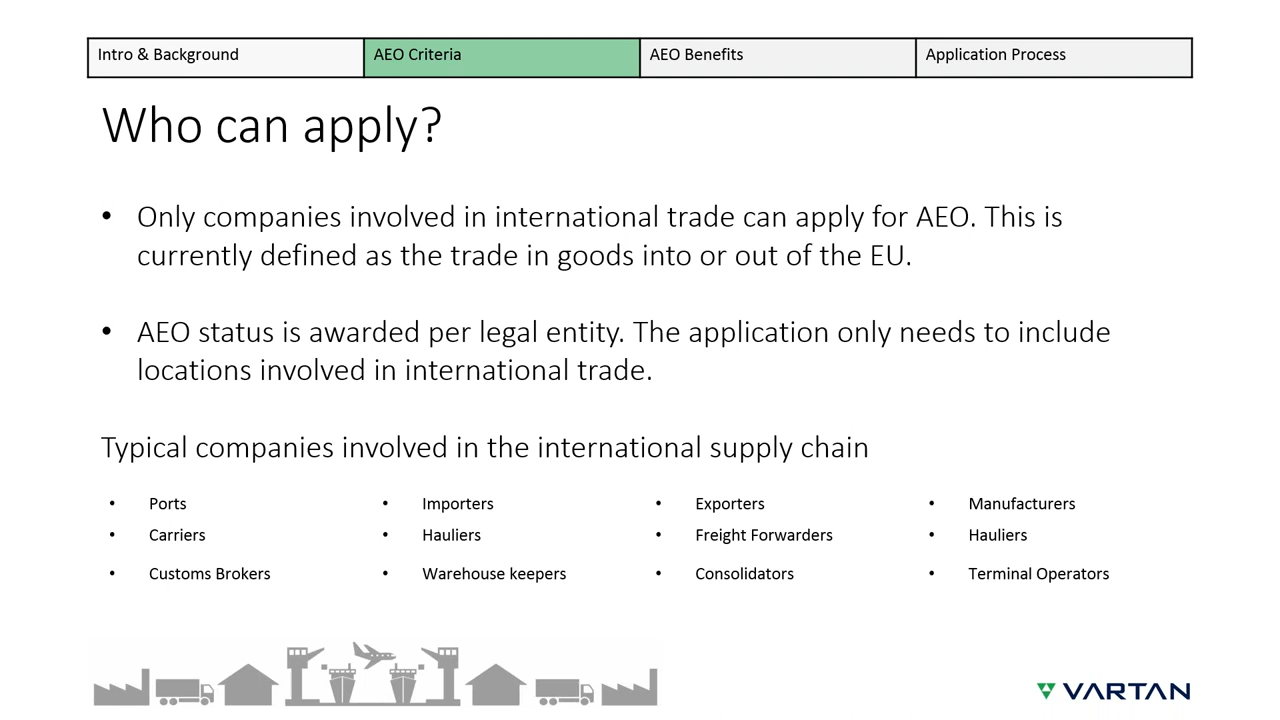 Intro & Background
AEO Criteria
AEO Benefits
Application Process
Who can apply?
• Only companies involved in international trade can apply for AEO. This is
currently defined as the trade in goods into or out of the EU.
• AEO status is awarded per legal entity. The application only needs to include
locations involved in international trade.
Typical companies involved in the international supply chain
• Ports
• Importers
• Exporters
• Manufacturers
• Carriers
• Hauliers
• Freight Forwarders
• Hauliers
• Customs Brokers
• Warehouse keepers
• Consolidators
• Terminal Operators
VARTAN